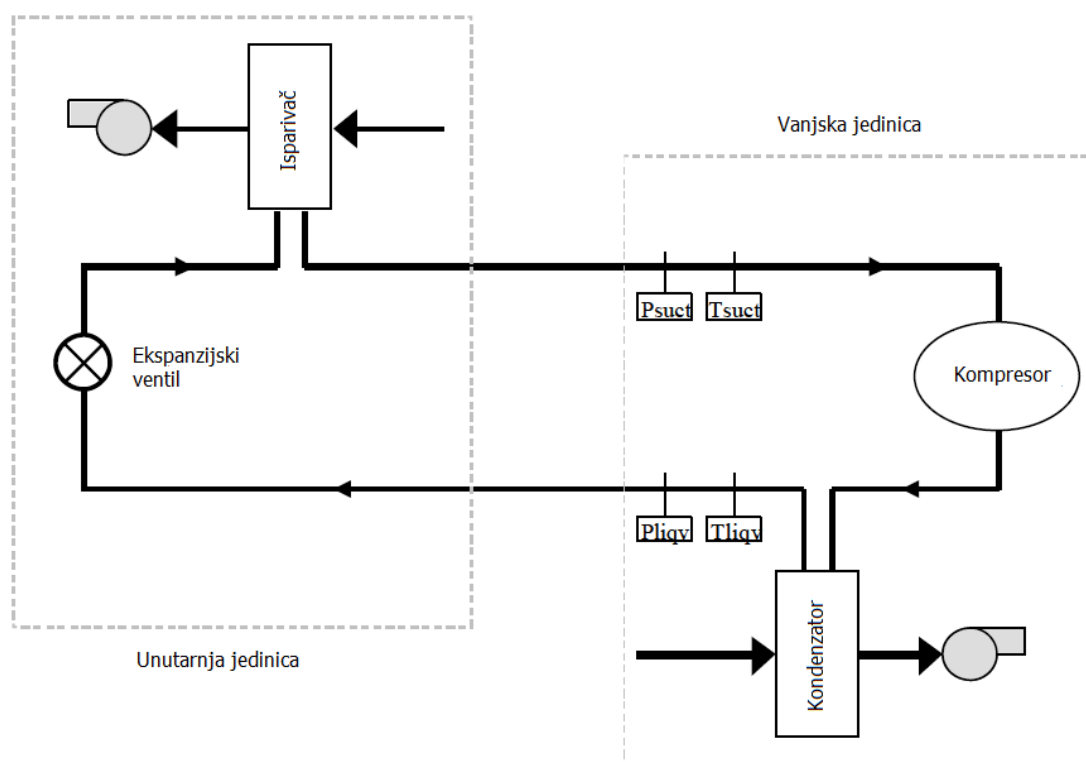 Isparivač
Vanjska jedinica
Psuct
Tsuct
Ekspanzijski
ventil
Kompresor
Pliqv
Tliqv
Kondenzator
Unutarnja jedinica